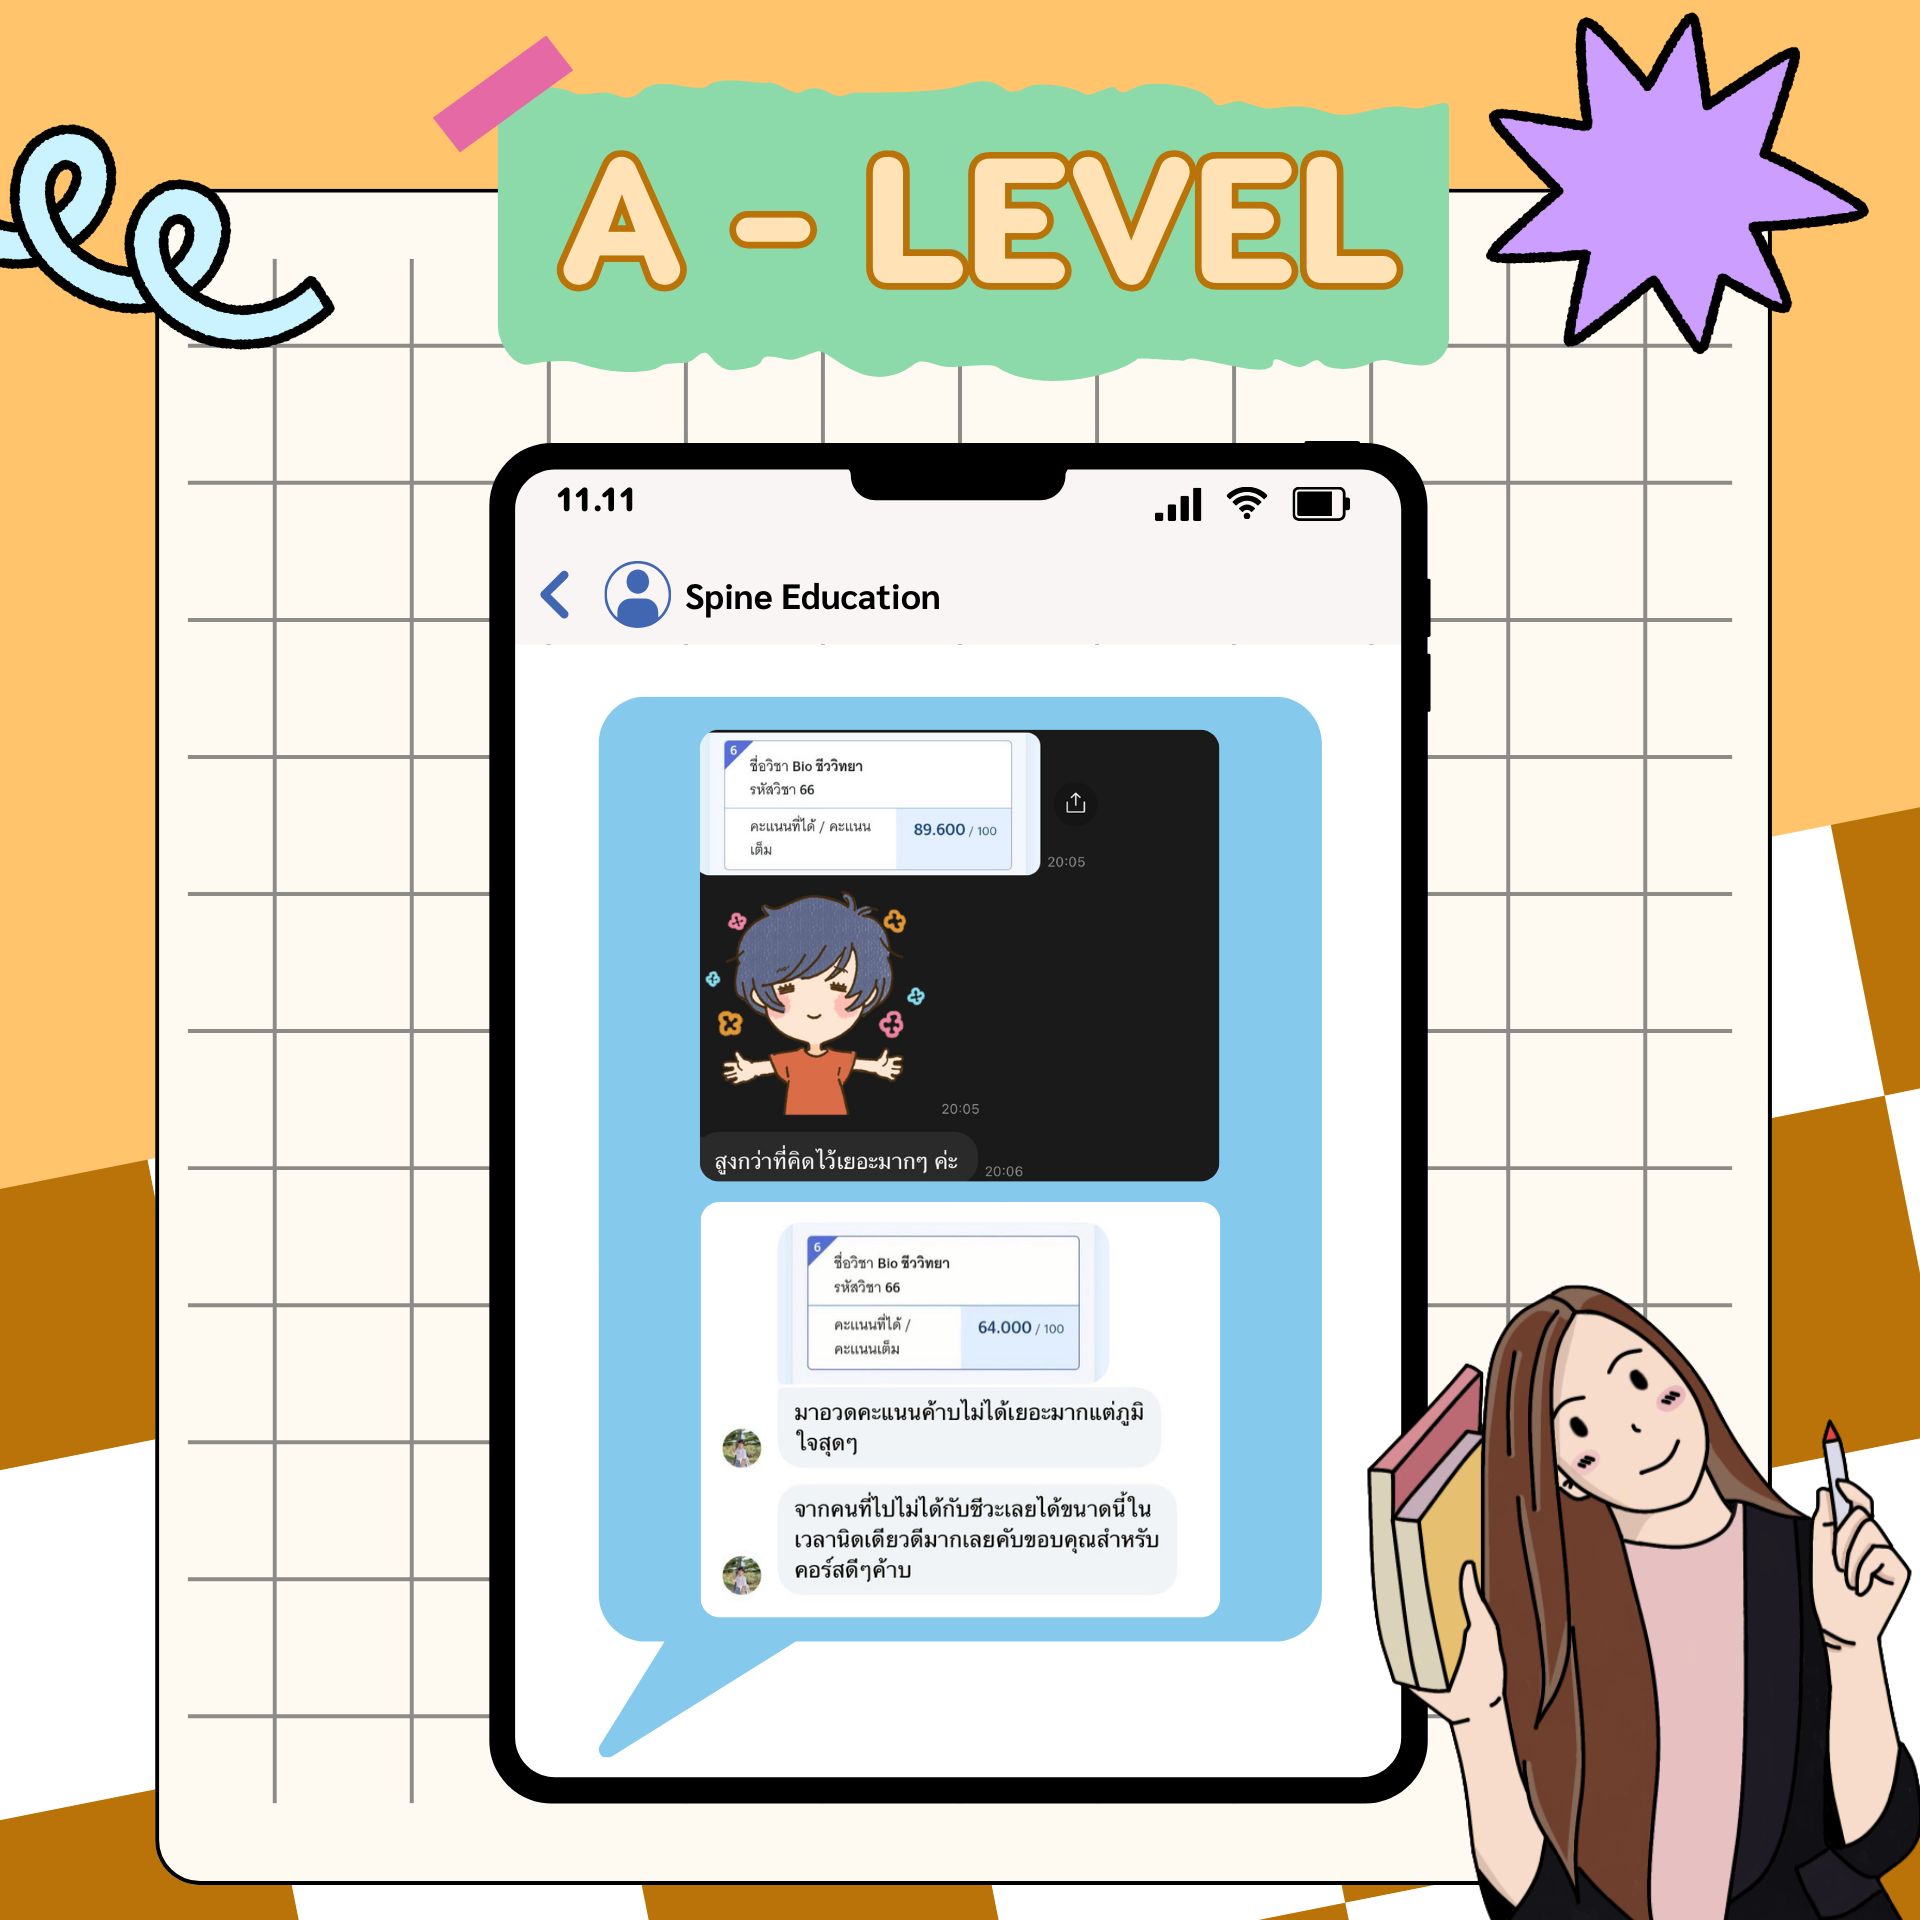 A - LEVEL
11.11
Spine Education
6
ชื่อวิชา Bio ชีววิทยา
รหัสวิชา 66
คะแนนที่ได้ / คะแนน
เต็ม
89.600 / 100
20:05
20:05
สูงกว่าที่คิดไว้เยอะมากๆ ค่ะ
20:06
6
ชื่อวิชา Bio ชีววิทยา
รหัสวิชา 66
คะแนนที่ได้ /
คะแนนเต็ม
64.000 / 100
มาอวดคะแนนค้าบไม่ได้เยอะมากแต่ภูมิ
ใจสุดๆ
จากคนที่ไปไม่ได้กับชีวะเลยได้ขนาดนี้ใน
เวลานิดเดียวดีมากเลยคับขอบคุณสำหรับ
คอร์สดีๆค้าบ